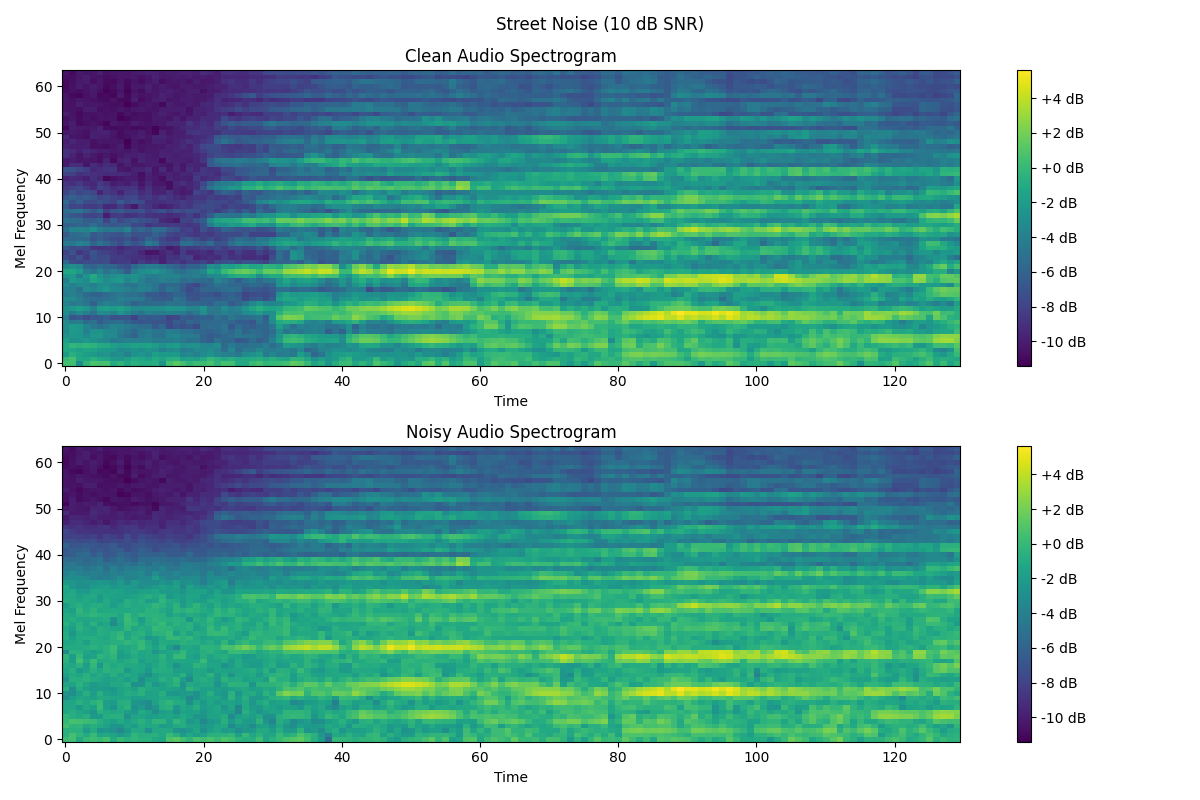 Street Noise (10 dB SNR)
Clean Audio Spectrogram
60
50
40
30
20
10
0
Mel Frequency
0 20 40 60 80 100 120
Time
+4 dB
+2 dB
+0 dB
-2 dB
-4 dB
-6 dB
-8 dB
-10 dB
Noisy Audio Spectrogram
60
50
40
30
20
10
0
Mel Frequency
0 20 40 60 80 100 120
Time
+4 dB
+2 dB
+0 dB
-2 dB
-4 dB
-6 dB
-8 dB
-10 dB